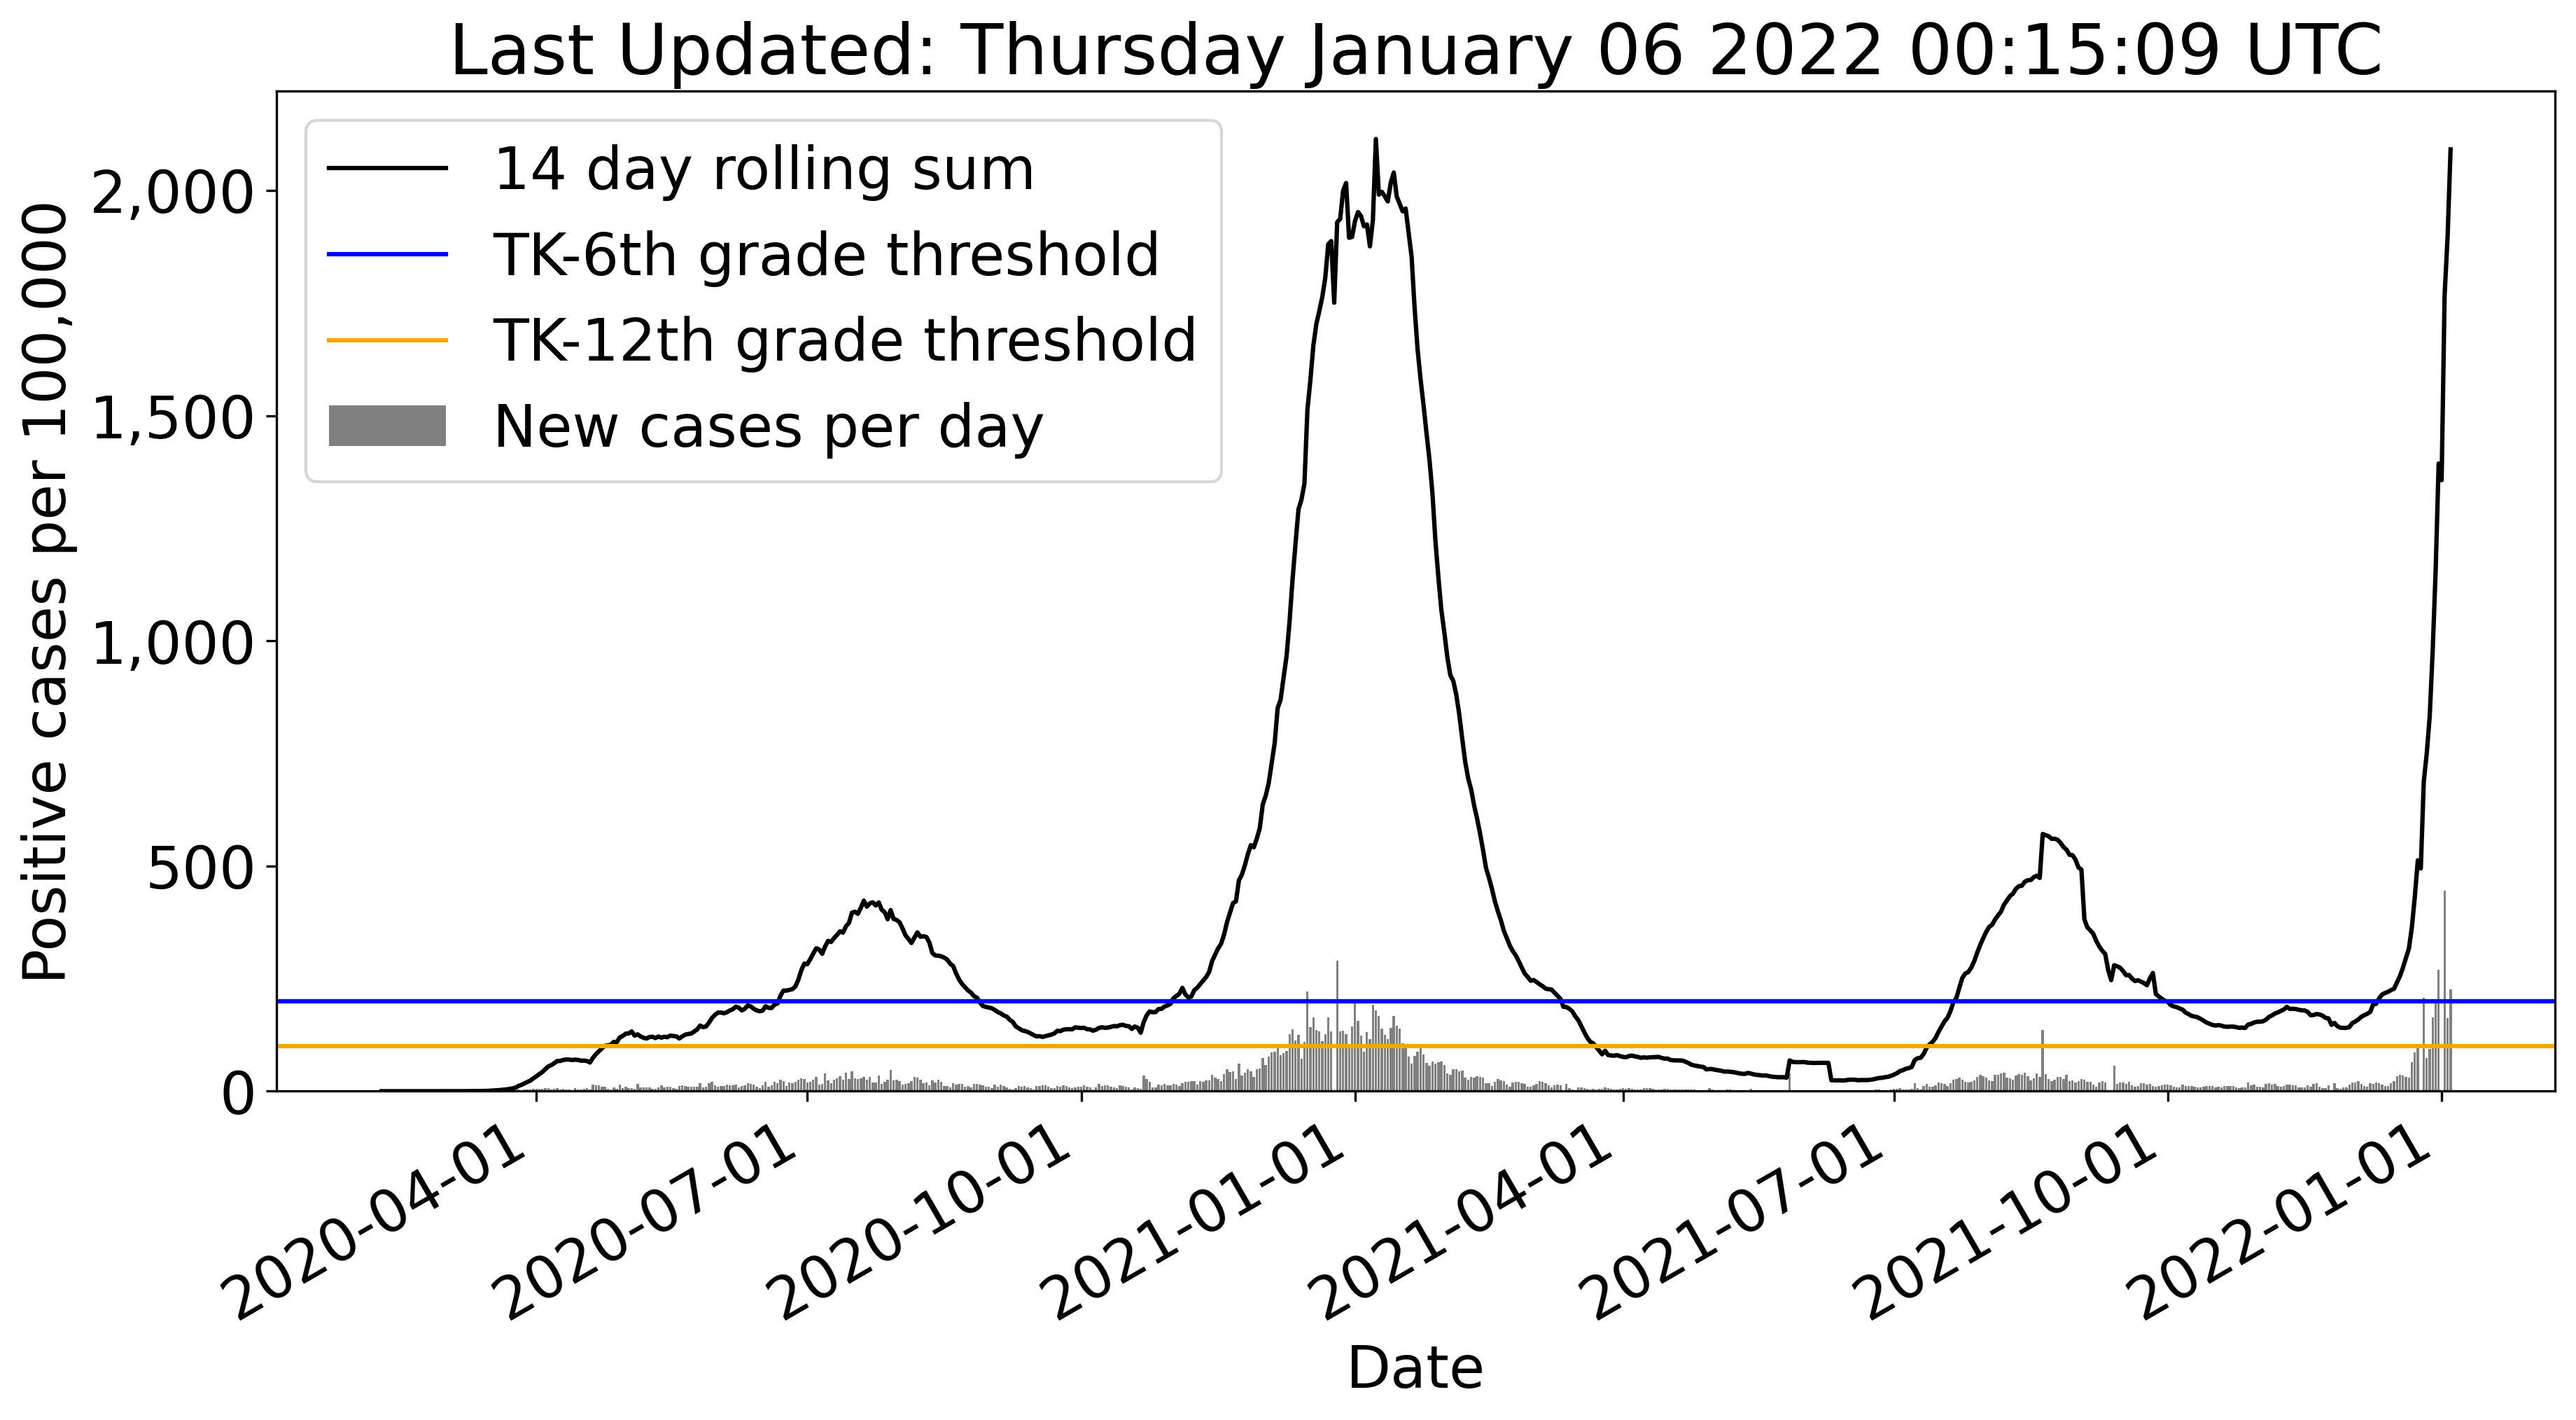 Last Updated: Thursday January 06 2022 00:15:09 UTC
14 day rolling sum
TK-6th grade threshold
TK-12th grade threshold
New cases per day
Positive cases per 100,000
2,000
1,500
1,000
500
0
2020-04-01
2020-07-01
2020-10-01
2021-01-01
2021-04-01
2021-07-01
2021-10-01
2022-01-01
Date